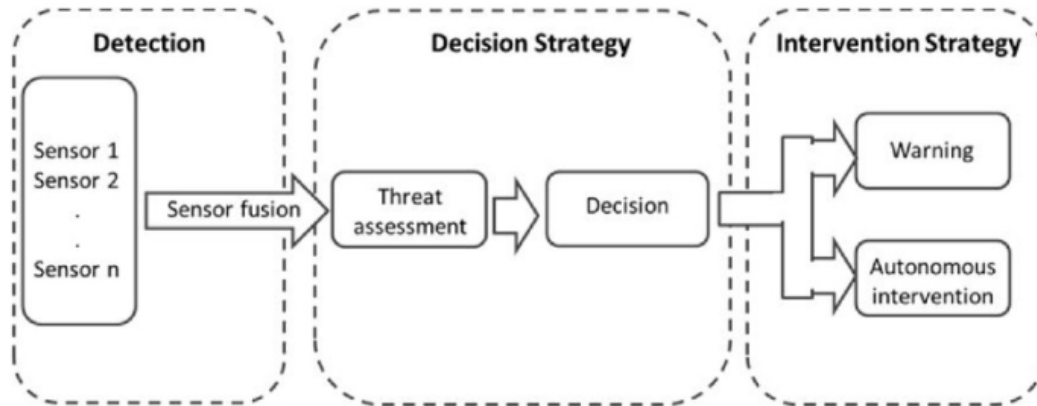 Detection
Sensor 1
Sensor 2
.
.
Sensor n
Sensor fusion
Decision Strategy
Threat
assessment
Decision
Intervention Strategy
Warning
Autonomous
intervention